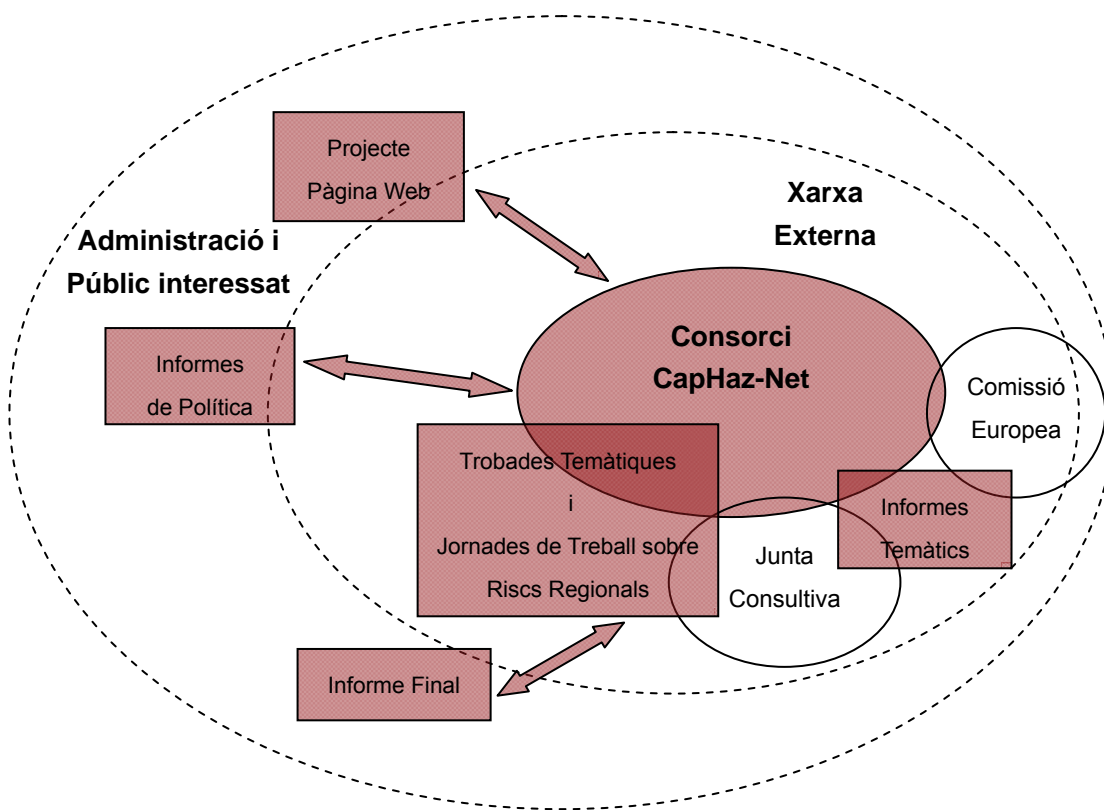 Projecte
Pàgina Web
Xarxa
Externa
Administració i
Públic interessat
Consorci
CapHaz-Net
Informes
de Política
Comissió
Europea
Trobades Temàtiques
i
Jornades de Treball sobre
Riscs Regionals
Informes
Temàtics
Junta
Consultiva
Informe Final